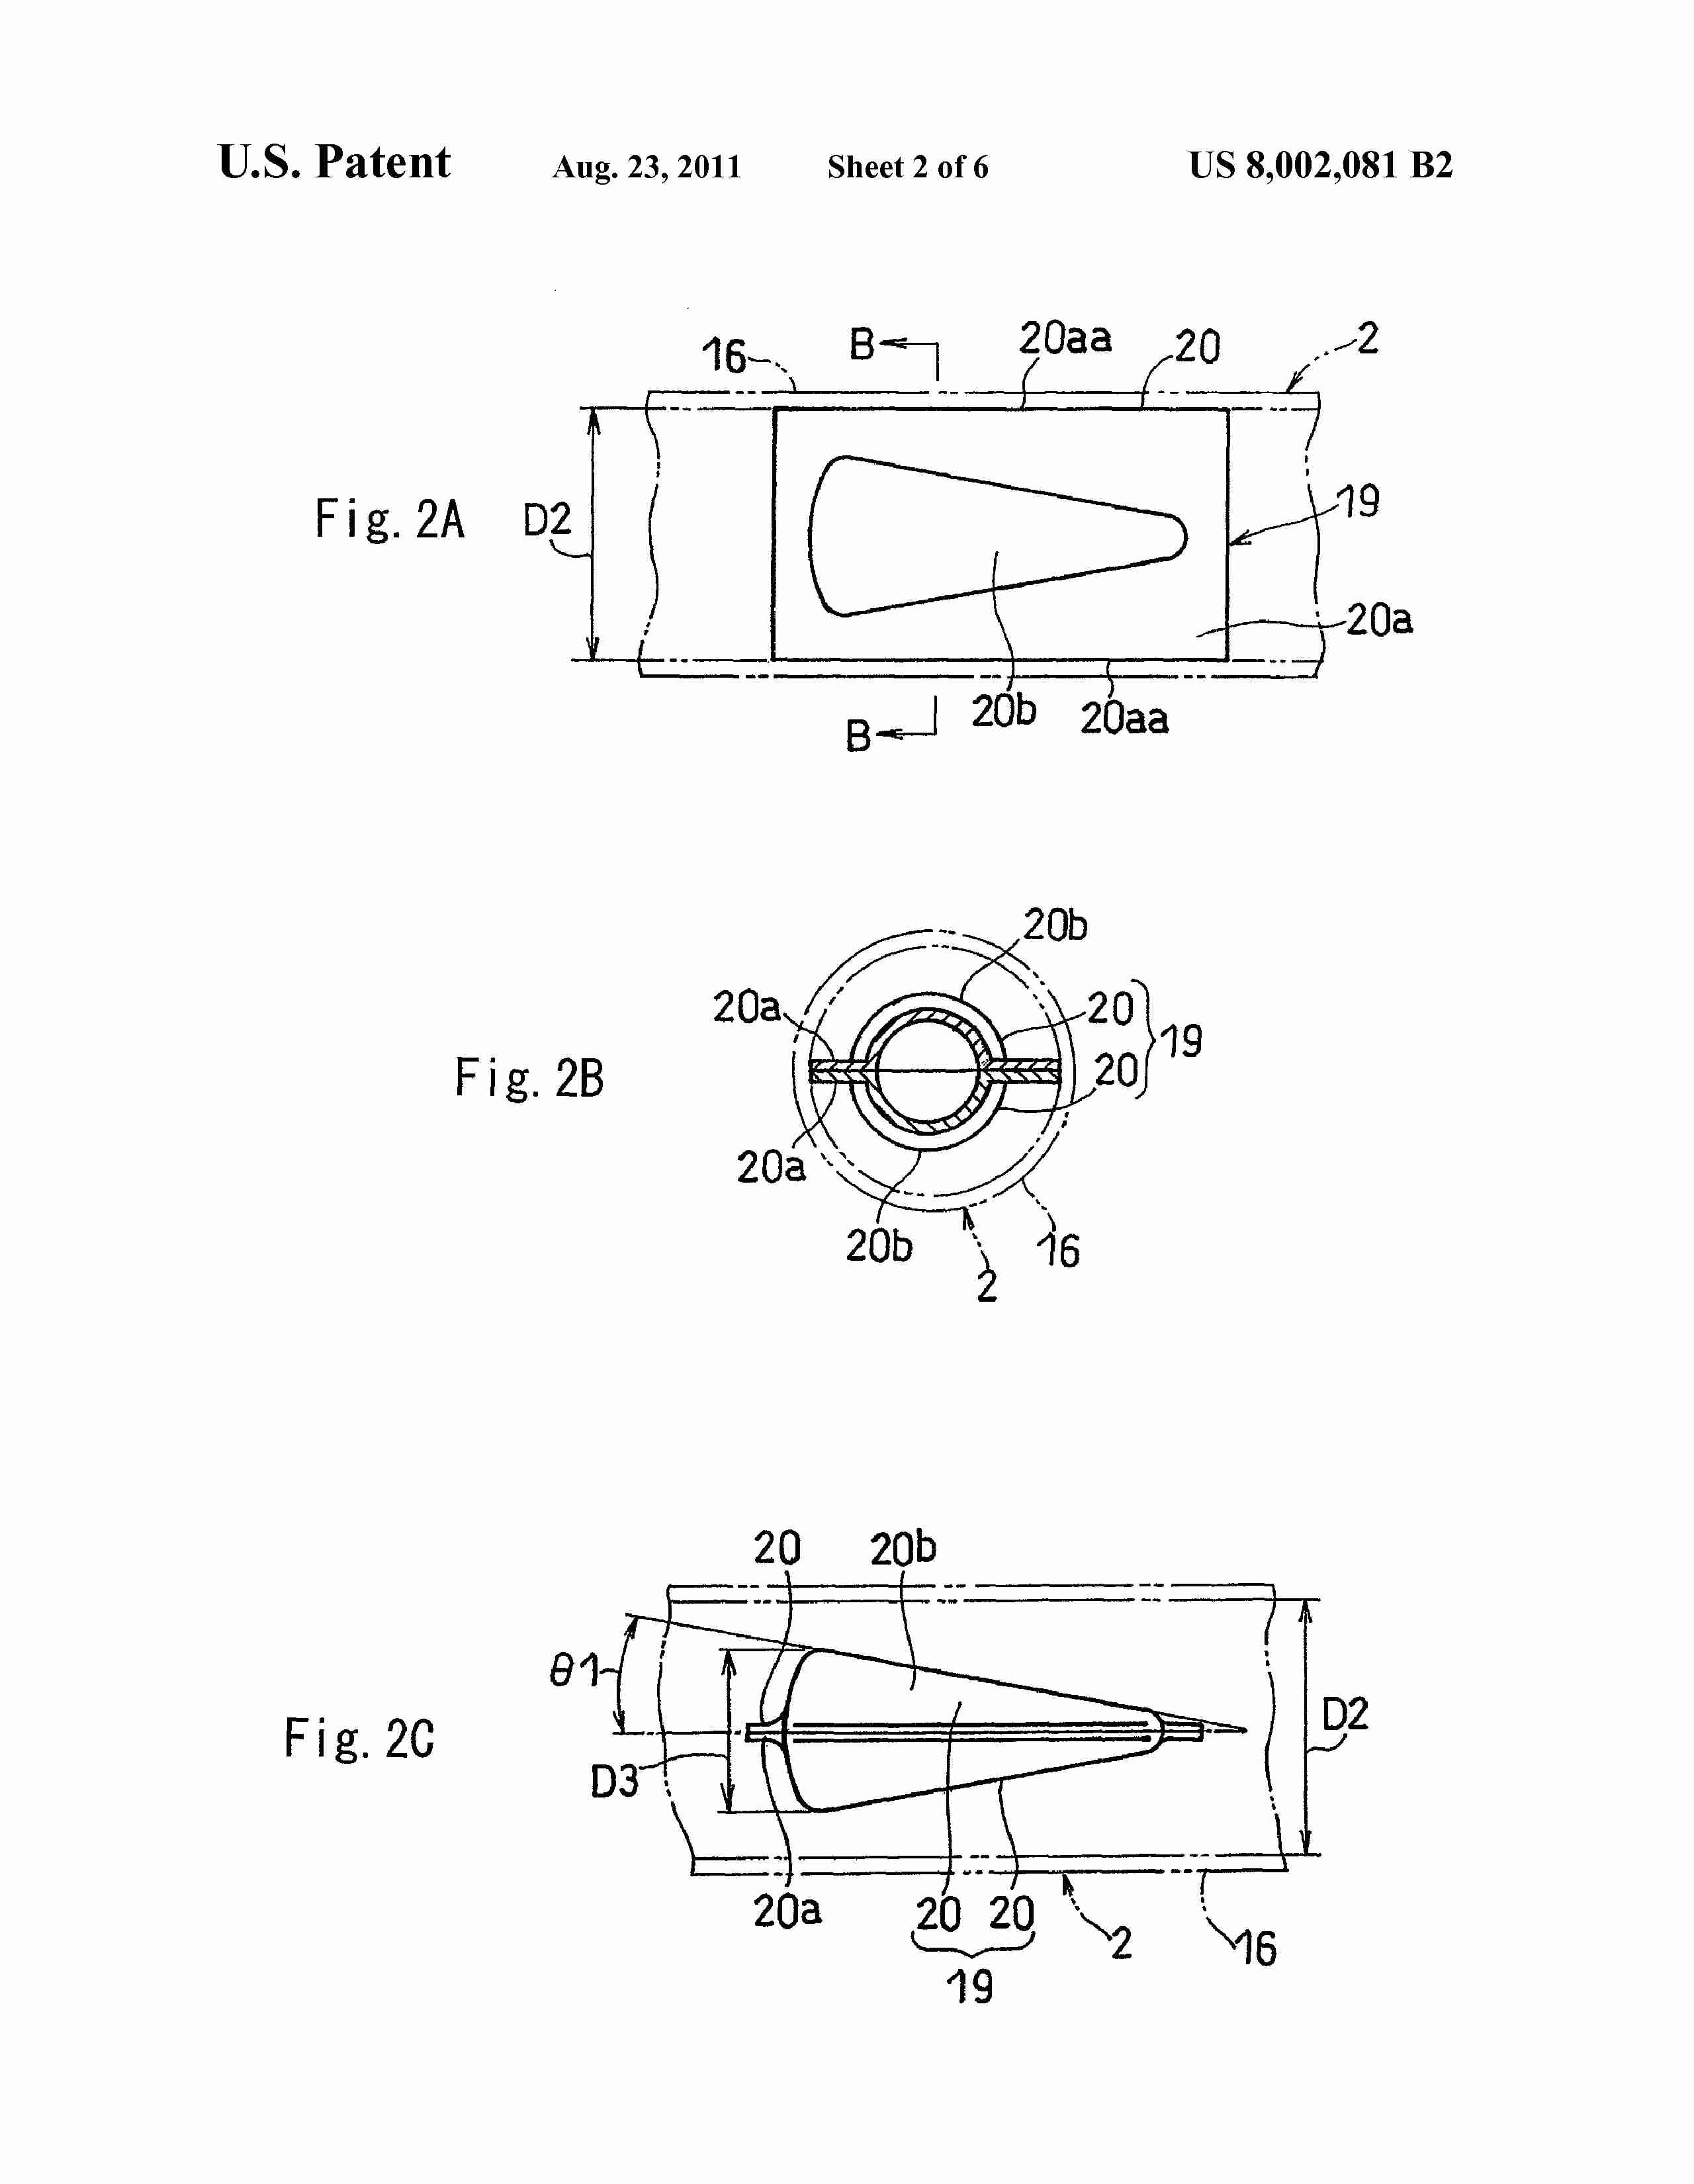 U.S. Patent Aug. 23, 2011 Sheet 2 of 6 US 8,002,081 B2
16 B 20aa 20 2
Fig. 2A D2 19
20a
B 20b 20aa
20b
20a 20
19
Fig. 2B 20
20a
20b 16
2
20 20b
θ1
Fig. 2C D2
D3
20a 20 20 2 16
19